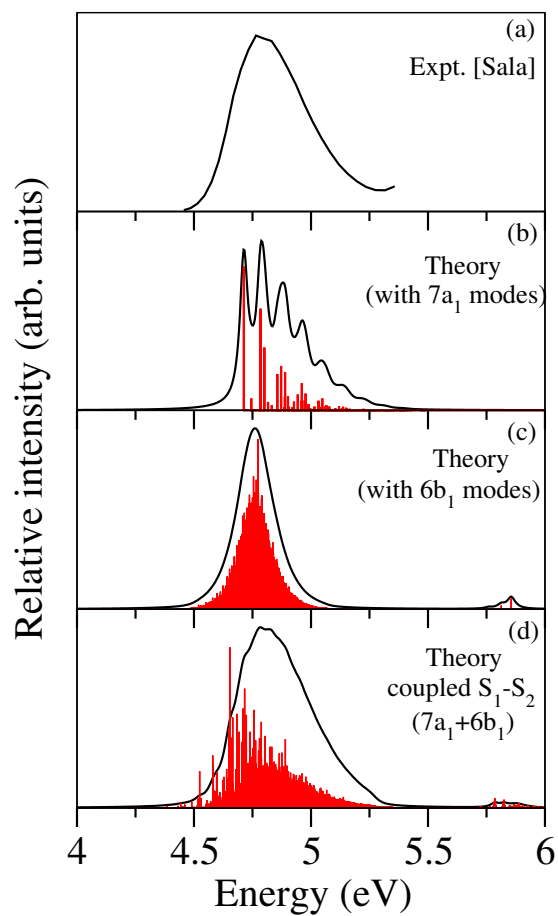 (a)
Expt. [Sala]
(b)
Theory
(with 7a₁ modes)
(c)
Theory
(with 6b₁ modes)
(d)
Theory
coupled S₁-S₂
(7a₁+6b₁)
Relative intensity (arb. units)
4 4.5 5 5.5 6
Energy (eV)